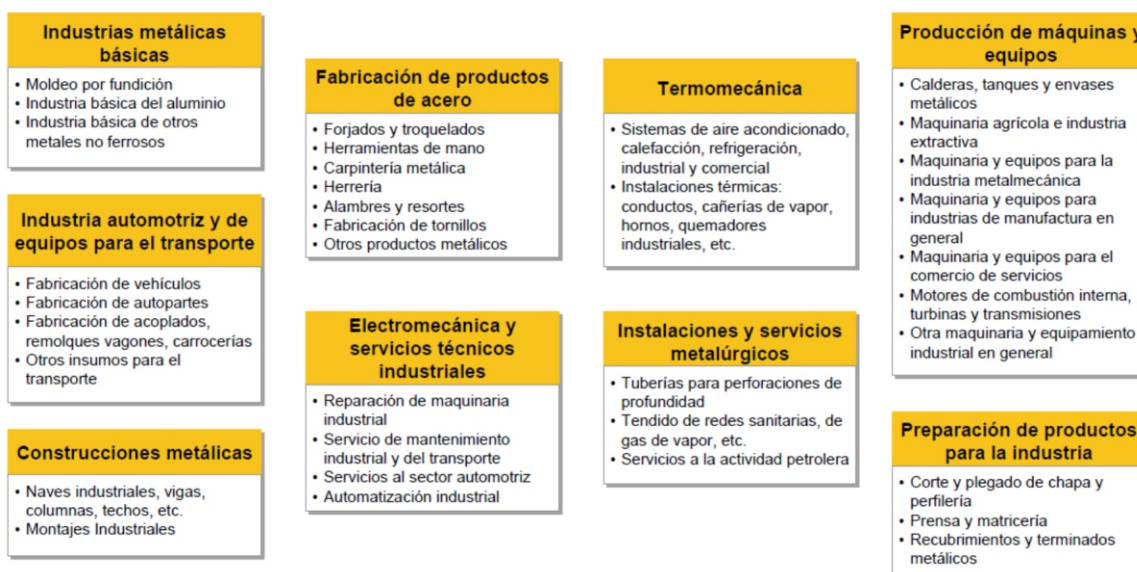 Industrias metálicas
básicas
• Moldeo por fundición
• Industria básica del aluminio
• Industria básica de otros
metales no ferrosos
Industria automotriz y de
equipos para el transporte
• Fabricación de vehículos
• Fabricación de autopartes
• Fabricación de acoplados,
remolques vagones, carrocerías
• Otros insumos para el
transporte
Construcciones metálicas
• Naves industriales, vigas,
columnas, techos, etc.
• Montajes Industriales
Fabricación de productos
de acero
• Forjados y troquelados
• Herramientas de mano
• Carpintería metálica
• Herrería
• Alambres y resortes
• Fabricación de tornillos
• Otros productos metálicos
Electromecánica y
servicios técnicos
industriales
• Reparación de maquinaria
industrial
• Servicio de mantenimiento
industrial y del transporte
• Servicios al sector automotriz
• Automatización industrial
Termomecánica
• Sistemas de aire acondicionado,
calefacción, refrigeración,
industrial y comercial
• Instalaciones térmicas:
conductos, cañerías de vapor,
hornos, quemadores
industriales, etc.
Instalaciones y servicios
metalúrgicos
• Tuberías para perforaciones de
profundidad
• Tendido de redes sanitarias, de
gas de vapor, etc.
• Servicios a la actividad petrolera
Producción de máquinas y
equipos
• Calderas, tanques y envases
metálicos
• Maquinaria agrícola e industria
extractiva
• Maquinaria y equipos para la
industria metalmecánica
• Maquinaria y equipos para
industrias de manufactura en
general
• Maquinaria y equipos para el
comercio de servicios
• Motores de combustión interna,
turbinas y transmisiones
• Otra maquinaria y equipamiento
industrial en general
Preparación de productos
para la industria
• Corte y plegado de chapa y
perfilería
• Prensa y matricería
• Recubrimientos y terminados
metálicos